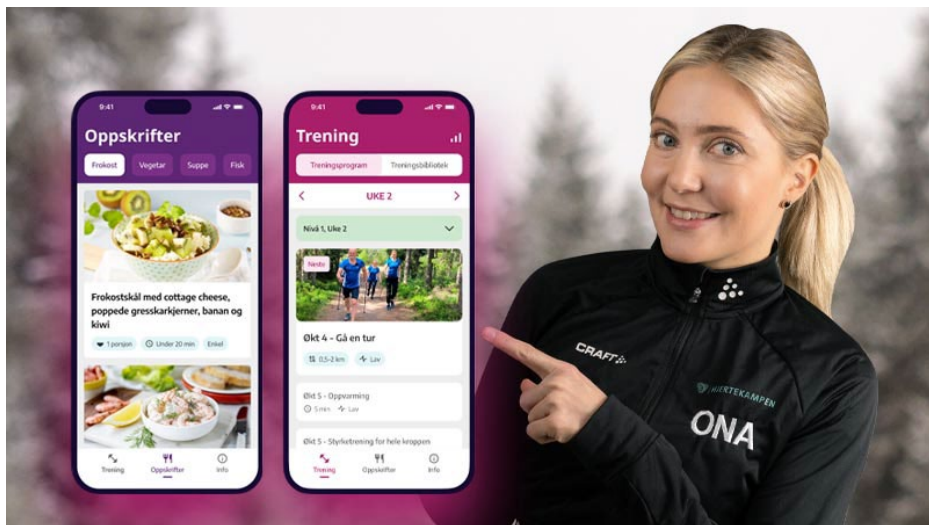 9:41
Oppskrifter
Frokost
Vegetar
Suppe
Fisk
Frokostskål med cottage cheese,
poppede gresskarkjerner, banan og
kiwi
1 porsjon
Under 20 min
Enkel
Trening
Oppskrifter
Info
9:41
Trening
Treningsprogram
Treningsbibliotek
UKE 2
Nivå 1, Uke 2
Neste
Økt 4 - Gå en tur
0,5-2 km
Lav
Økt 5 - Oppvarming
5 min
Lav
Økt 5 - Styrketrening for hele kroppen
Trening
Oppskrifter
Info
CRAFT
HJERTEKAMPEN
ONA